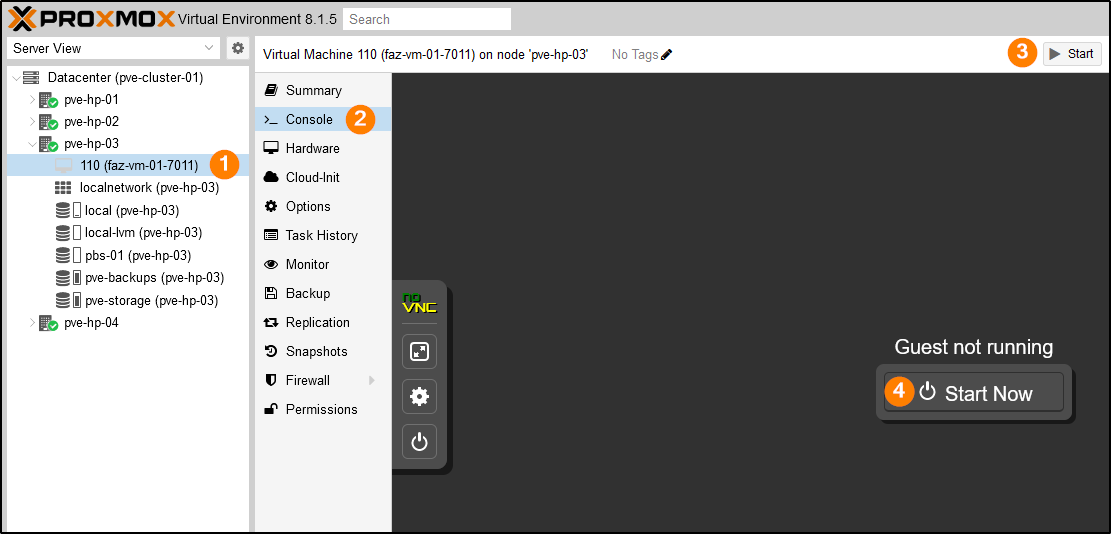 PROXMOX Virtual Environment 8.1.5 Search
Server View
Datacenter (pve-cluster-01)
pve-hp-01
pve-hp-02
pve-hp-03
110 (faz-vm-01-7011) 1
localnetwork (pve-hp-03)
local (pve-hp-03)
local-lvm (pve-hp-03)
pbs-01 (pve-hp-03)
pve-backups (pve-hp-03)
pve-storage (pve-hp-03)
pve-hp-04
Virtual Machine 110 (faz-vm-01-7011) on node 'pve-hp-03' No Tags 3 Start
Summary
Console 2
Hardware
Cloud-Init
Options
Task History
Monitor
Backup
Replication
Snapshots
Firewall
Permissions
no
VNC
Guest not running
4 Start Now